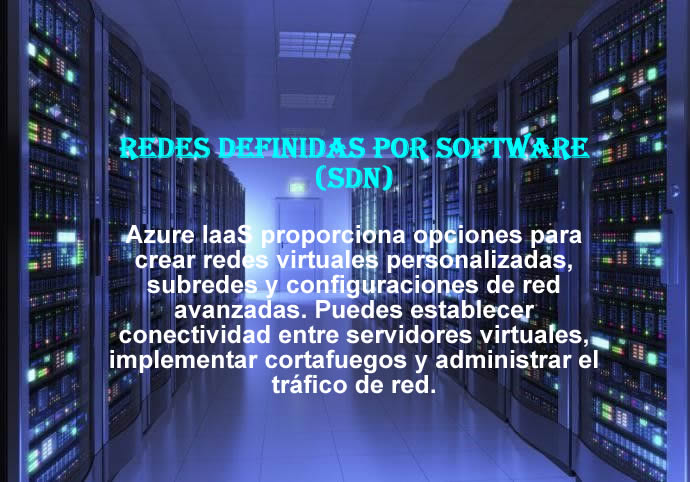 REDES DEFINIDAS POR SOFTWARE
(SDN)
Azure IaaS proporciona opciones para
crear redes virtuales personalizadas,
subredes y configuraciones de red
avanzadas. Puedes establecer
conectividad entre servidores virtuales,
implementar cortafuegos y administrar el
tráfico de red.